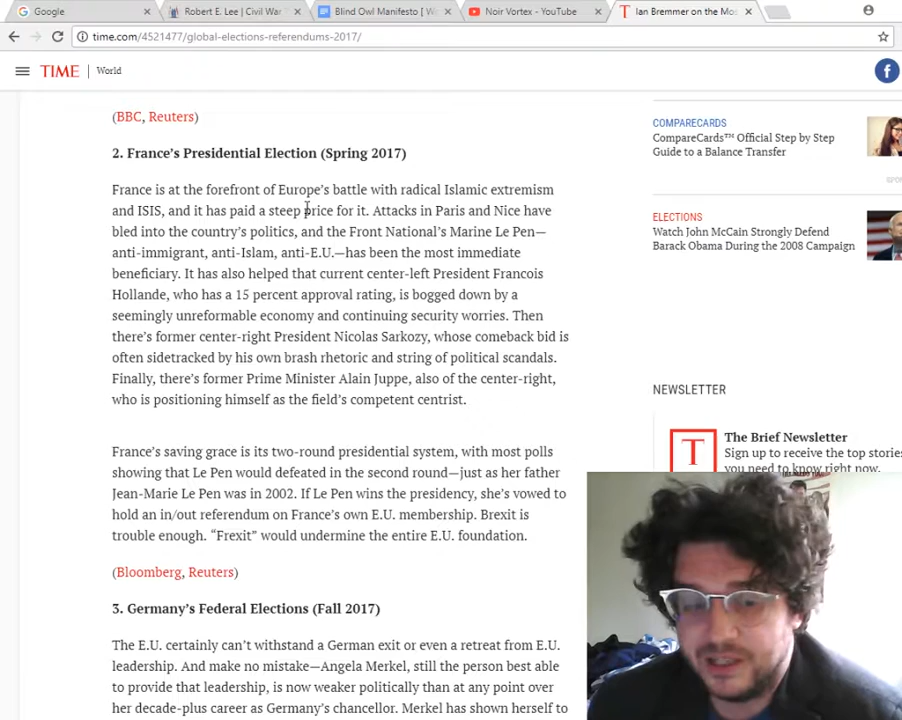 Google
Robert E. Lee | Civil War
Blind Owl Manifesto [ W
Noir Vortex - YouTube
Ian Bremmer on the Mos
time.com/4521477/global-elections-referendums-2017/
TIME
World
(BBC, Reuters)
2. France's Presidential Election (Spring 2017)
France is at the forefront of Europe's battle with radical Islamic extremism
and ISIS, and it has paid a steep price for it. Attacks in Paris and Nice have
bled into the country's politics, and the Front National's Marine Le Pen—
anti-immigrant, anti-Islam, anti-E.U.—has been the most immediate
beneficiary. It has also helped that current center-left President Francois
Hollande, who has a 15 percent approval rating, is bogged down by a
seemingly unreformable economy and continuing security worries. Then
there's former center-right President Nicolas Sarkozy, whose comeback bid is
often sidetracked by his own brash rhetoric and string of political scandals.
Finally, there's former Prime Minister Alain Juppe, also of the center-right,
who is positioning himself as the field's competent centrist.
France's saving grace is its two-round presidential system, with most polls
showing that Le Pen would defeated in the second round—just as her father
Jean-Marie Le Pen was in 2002. If Le Pen wins the presidency, she's vowed to
hold an in/out referendum on France's own E.U. membership. Brexit is
trouble enough. “Frexit” would undermine the entire E.U. foundation.
(Bloomberg, Reuters)
3. Germany's Federal Elections (Fall 2017)
The E.U. certainly can't withstand a German exit or even a retreat from E.U.
leadership. And make no mistake—Angela Merkel, still the person best able
to provide that leadership, is now weaker politically than at any point over
her decade-plus career as Germany's chancellor. Merkel has shown herself to
COMPARECARDS
CompareCards™ Official Step by Step
Guide to a Balance Transfer
ELECTIONS
Watch John McCain Strongly Defend
Barack Obama During the 2008 Campaign
NEWSLETTER
T
The Brief Newsletter
Sign up to receive the top stories
you need to know right now.